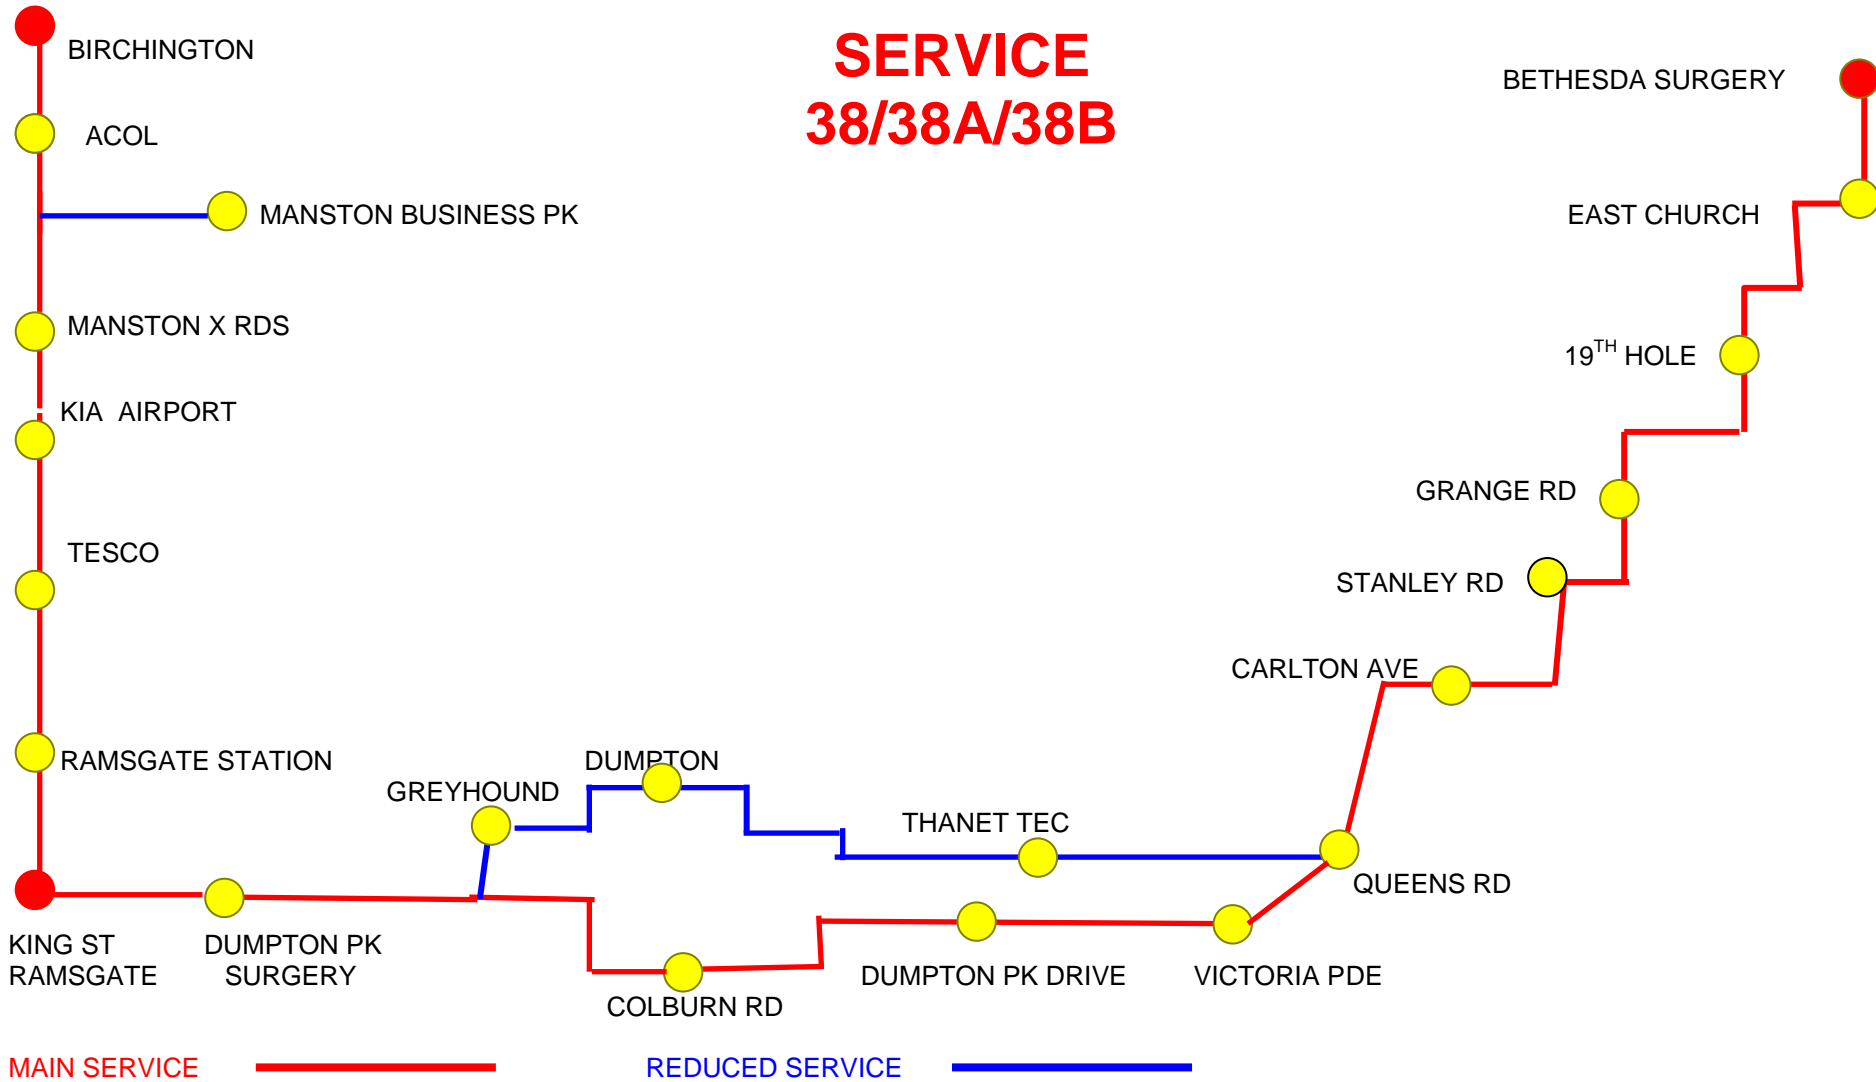 SERVICE
38/38A/38B
BIRCHINGTON
BETHESDA SURGERY
ACOL
MANSTON BUSINESS PK
EAST CHURCH
MANSTON X RDS
19TH HOLE
KIA AIRPORT
GRANGE RD
TESCO
STANLEY RD
CARLTON AVE
RAMSGATE STATION
DUMPTON
GREYHOUND
THANET TEC
QUEENS RD
KING ST
RAMSGATE
DUMPTON PK
SURGERY
COLBURN RD
DUMPTON PK DRIVE
VICTORIA PDE
MAIN SERVICE
REDUCED SERVICE